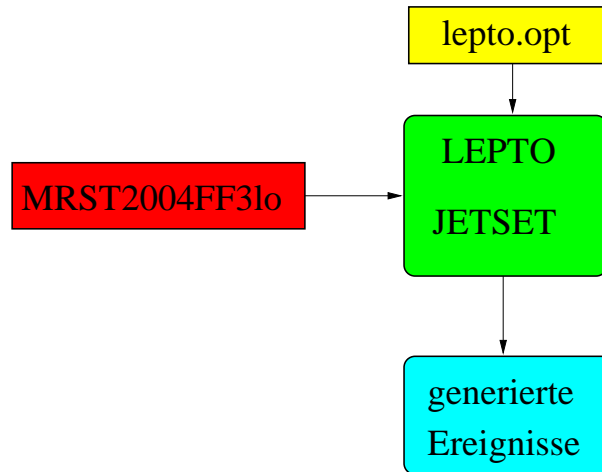 lepto.opt
LEPTO
JETSET
MRST2004FF3lo
generierte
Ereignisse